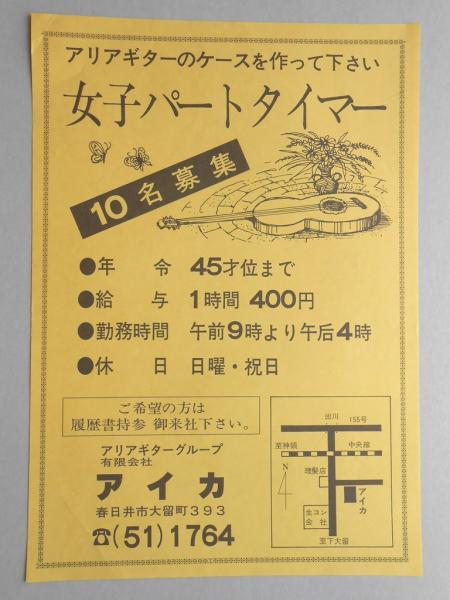 アリアギターのケースを作って下さい
女子パートタイマー
10名募集
●年　令　45才位まで
●給　与　1時間　400円
●勤務時間　午前9時より午后4時
●休　日　日曜・祝日
ご希望の方は
履歴書持参 御来社下さい。
アリアギターグループ
有限会社
アイカ
春日井市大留町393
☎(51)1764
出川
155号
至神領
中央線
理髪店
N
アイカ
生コン
会社
至下大留